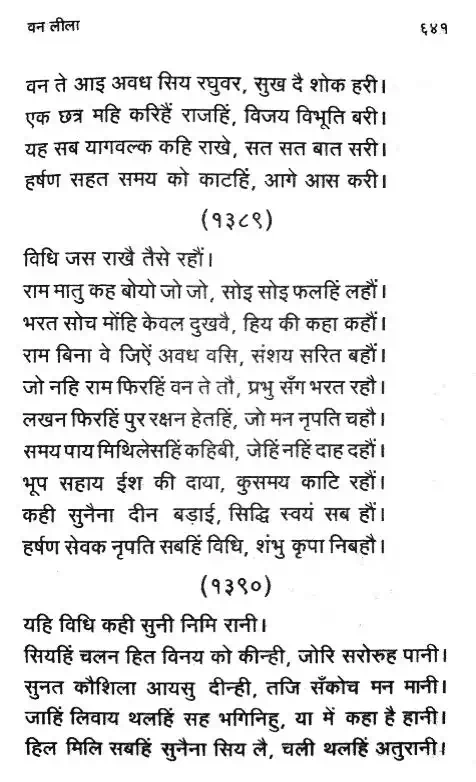 वन लीला
६४१
वन ते आइ अवध सिय रघुवर, सुख दै शोक हरी।
एक छत्र महि करिहैं राजहिं, विजय विभूति बरी।
यह सब यागवल्क कहि राखे, सत सत बात सरी।
हर्षण सहत समय को काटहिं, आगे आस करी।
(१३८९)
विधि जस राखै तैसे रहौं।
राम मातु कह बोयो जो जो, सोइ सोइ फलहिं लहौं।
भरत सोच मोंहि केवल दुखवै, हिय की कहा कहौं।
राम बिना वे जिऐं अवध वसि, संशय सरित बहौं।
जो नहि राम फिरहिं वन ते तौ, प्रभु सँग भरत रहौ।
लखन फिरहिं पुर रक्षन हेतहिं, जो मन नृपति चहौ।
समय पाय मिथिलेसहिं कहिबी, जेहिं नहिं दाह दहौं।
भूप सहाय ईश की दाया, कुसमय काटि रहौं।
कही सुनैना दीन बड़ाई, सिद्धि स्वयं सब हौं।
हर्षण सेवक नृपति सबहिं विधि, शंभु कृपा निबहौ।
(१३९०)
यहि विधि कही सुनी निमि रानी।
सियहिं चलन हित विनय को कीन्ही, जोरि सरोरुह पानी।
सुनत कौशिला आयसु दीन्ही, तजि सँकोच मन मानी।
जाहिं लिवाय थलहिं सह भगिनिहु, या में कहा है हानी।
हिल मिलि सबहिं सुनैना सिय लै, चली थलहिं अतुरानी।